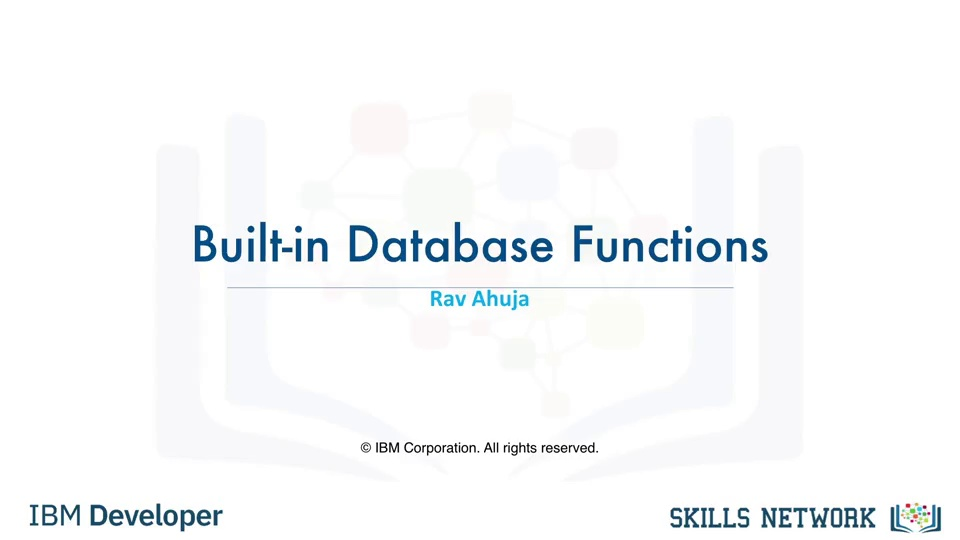 Built-in Database Functions
Rav Ahuja
© IBM Corporation. All rights reserved.
IBM Developer
SKILLS NETWORK